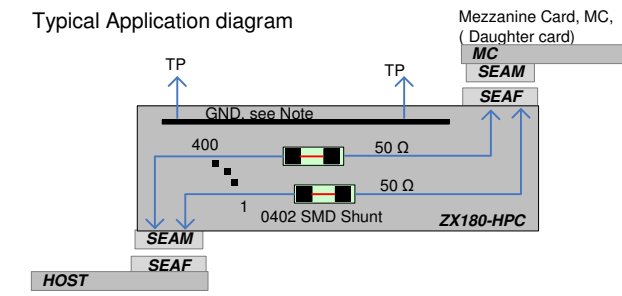 Typical Application diagram
Mezzanine Card, MC,
( Daughter card)
MC
SEAM
SEAF
TP
TP
GND, see Note
400
50 Ω
50 Ω
1
0402 SMD Shunt
ZX180-HPC
SEAM
SEAF
HOST